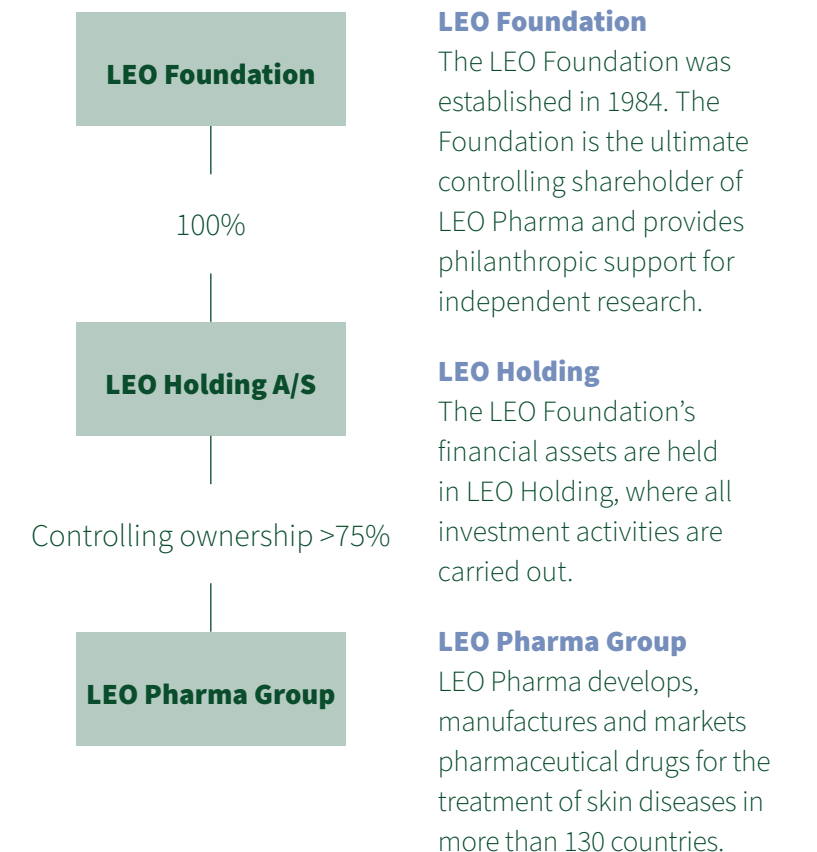 LEO Foundation
100%
LEO Holding A/S
Controlling ownership >75%
LEO Pharma Group
LEO Foundation
The LEO Foundation was
established in 1984. The
Foundation is the ultimate
controlling shareholder of
LEO Pharma and provides
philanthropic support for
independent research.
LEO Holding
The LEO Foundation’s
financial assets are held
in LEO Holding, where all
investment activities are
carried out.
LEO Pharma Group
LEO Pharma develops,
manufactures and markets
pharmaceutical drugs for the
treatment of skin diseases in
more than 130 countries.